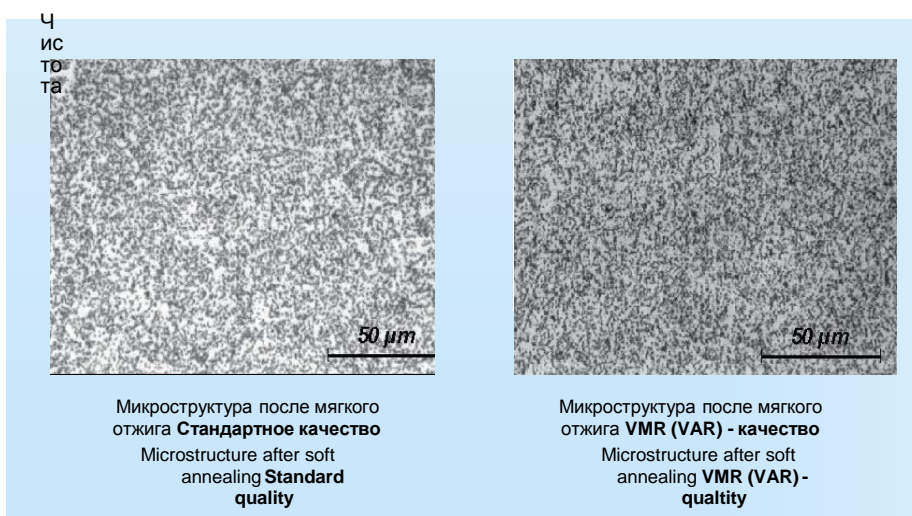 Ч
ис
то
та
50 µm
50 µm
Микроструктура после мягкого
отжига Стандартное качество
Microstructure after soft
annealing Standard
quality
Микроструктура после мягкого
отжига VMR (VAR) - качество
Microstructure after soft
annealing VMR (VAR) -
qualtity